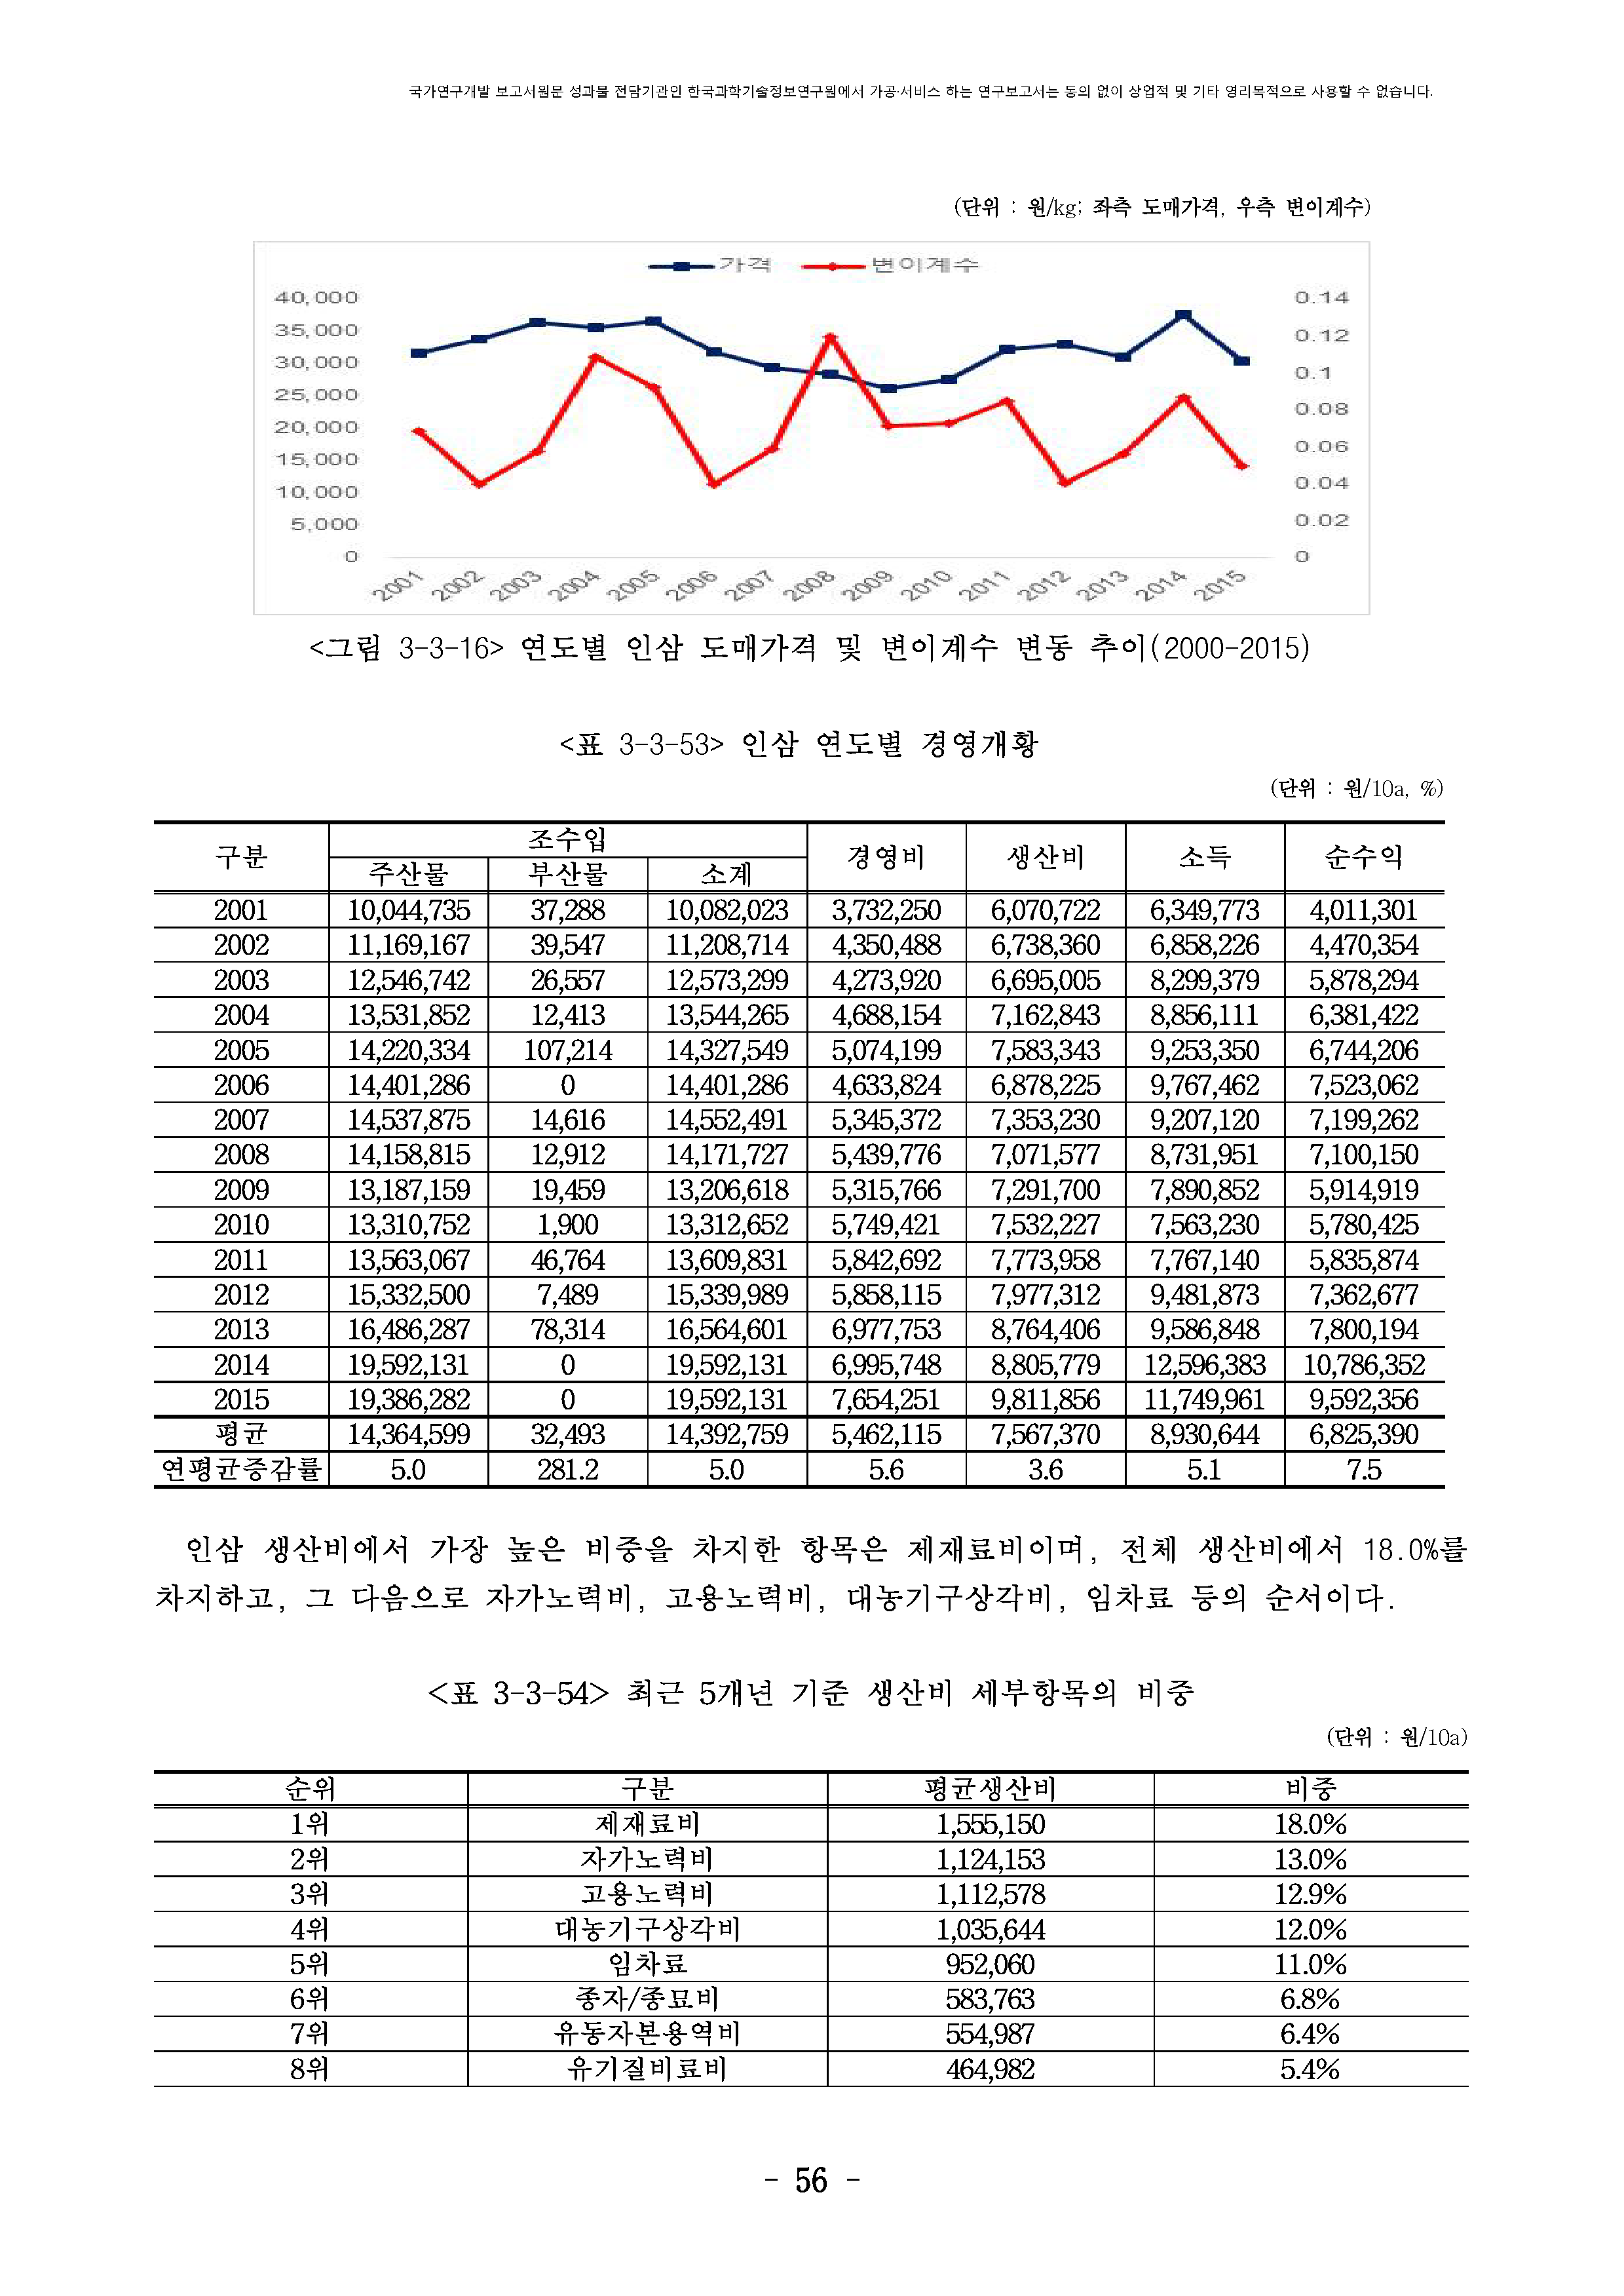 국가연구개발 보고서원문 성과물 전담기관인 한국과학기술정보연구원에서 가공·서비스 하는 연구보고서는 동의 없이 상업적 및 기타 영리목적으로 사용할 수 없습니다.
(단위 : 원/kg; 좌측 도매가격, 우측 변이계수)
가격 변이계수
40,000 0.14
35,000 0.12
30,000 0.1
25,000 0.08
20,000 0.06
15,000 0.04
10,000 0.02
5,000 0
0
2001 2002 2003 2004 2005 2006 2007 2008 2009 2010 2011 2012 2013 2014 2015
<그림 3-3-16> 연도별 인삼 도매가격 및 변이계수 변동 추이(2000-2015)
<표 3-3-53> 인삼 연도별 경영개황
(단위 : 원/10a, %)
구분 조수입 경영비 생산비 소득 순수익
주산물 부산물 소계
2001 10,044,735 37,288 10,082,023 3,732,250 6,070,722 6,349,773 4,011,301
2002 11,169,167 39,547 11,208,714 4,350,488 6,738,360 6,858,226 4,470,354
2003 12,546,742 26,557 12,573,299 4,273,920 6,695,005 8,299,379 5,878,294
2004 13,531,852 12,413 13,544,265 4,688,154 7,162,843 8,856,111 6,381,422
2005 14,220,334 107,214 14,327,549 5,074,199 7,583,343 9,253,350 6,744,206
2006 14,401,286 0 14,401,286 4,633,824 6,878,225 9,767,462 7,523,062
2007 14,537,875 14,616 14,552,491 5,345,372 7,353,230 9,207,120 7,199,262
2008 14,158,815 12,912 14,171,727 5,439,776 7,071,577 8,731,951 7,100,150
2009 13,187,159 19,459 13,206,618 5,315,766 7,291,700 7,890,852 5,914,919
2010 13,310,752 1,900 13,312,652 5,749,421 7,532,227 7,563,230 5,780,425
2011 13,563,067 46,764 13,609,831 5,842,692 7,773,958 7,767,140 5,835,874
2012 15,332,500 7,489 15,339,989 5,858,115 7,977,312 9,481,873 7,362,677
2013 16,486,287 78,314 16,564,601 6,977,753 8,764,406 9,586,848 7,800,194
2014 19,592,131 0 19,592,131 6,995,748 8,805,779 12,596,383 10,786,352
2015 19,386,282 0 19,592,131 7,654,251 9,811,856 11,749,961 9,592,356
평균 14,364,599 32,493 14,392,759 5,462,115 7,567,370 8,930,644 6,825,390
연평균증감률 5.0 281.2 5.0 5.6 3.6 5.1 7.5
인삼 생산비에서 가장 높은 비중을 차지한 항목은 제재료비이며, 전체 생산비에서 18.0%를
차지하고, 그 다음으로 자가노력비, 고용노력비, 대농기구상각비, 임차료 등의 순서이다.
<표 3-3-54> 최근 5개년 기준 생산비 세부항목의 비중
(단위 : 원/10a)
순위 구분 평균생산비 비중
1위 제재료비 1,555,150 18.0%
2위 자가노력비 1,124,153 13.0%
3위 고용노력비 1,112,578 12.9%
4위 대농기구상각비 1,035,644 12.0%
5위 임차료 952,060 11.0%
6위 종자/종묘비 583,763 6.8%
7위 유동자본용역비 554,987 6.4%
8위 유기질비료비 464,982 5.4%
- 56 -